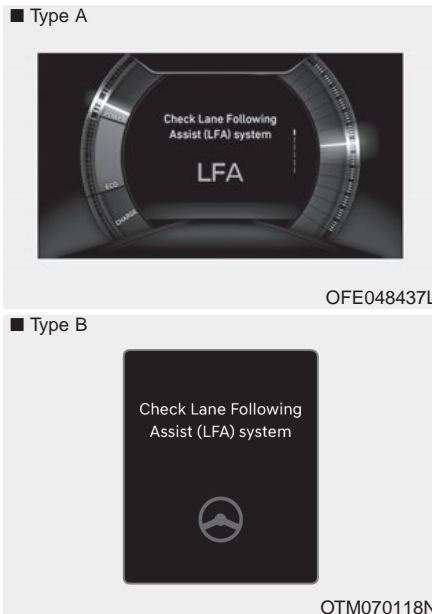 ■ Type A
POWER
Check Lane Following
Assist (LFA) system
LFA
ECO
CHARGE
OFE048437L
■ Type B
Check Lane Following
Assist (LFA) system
OTM070118N